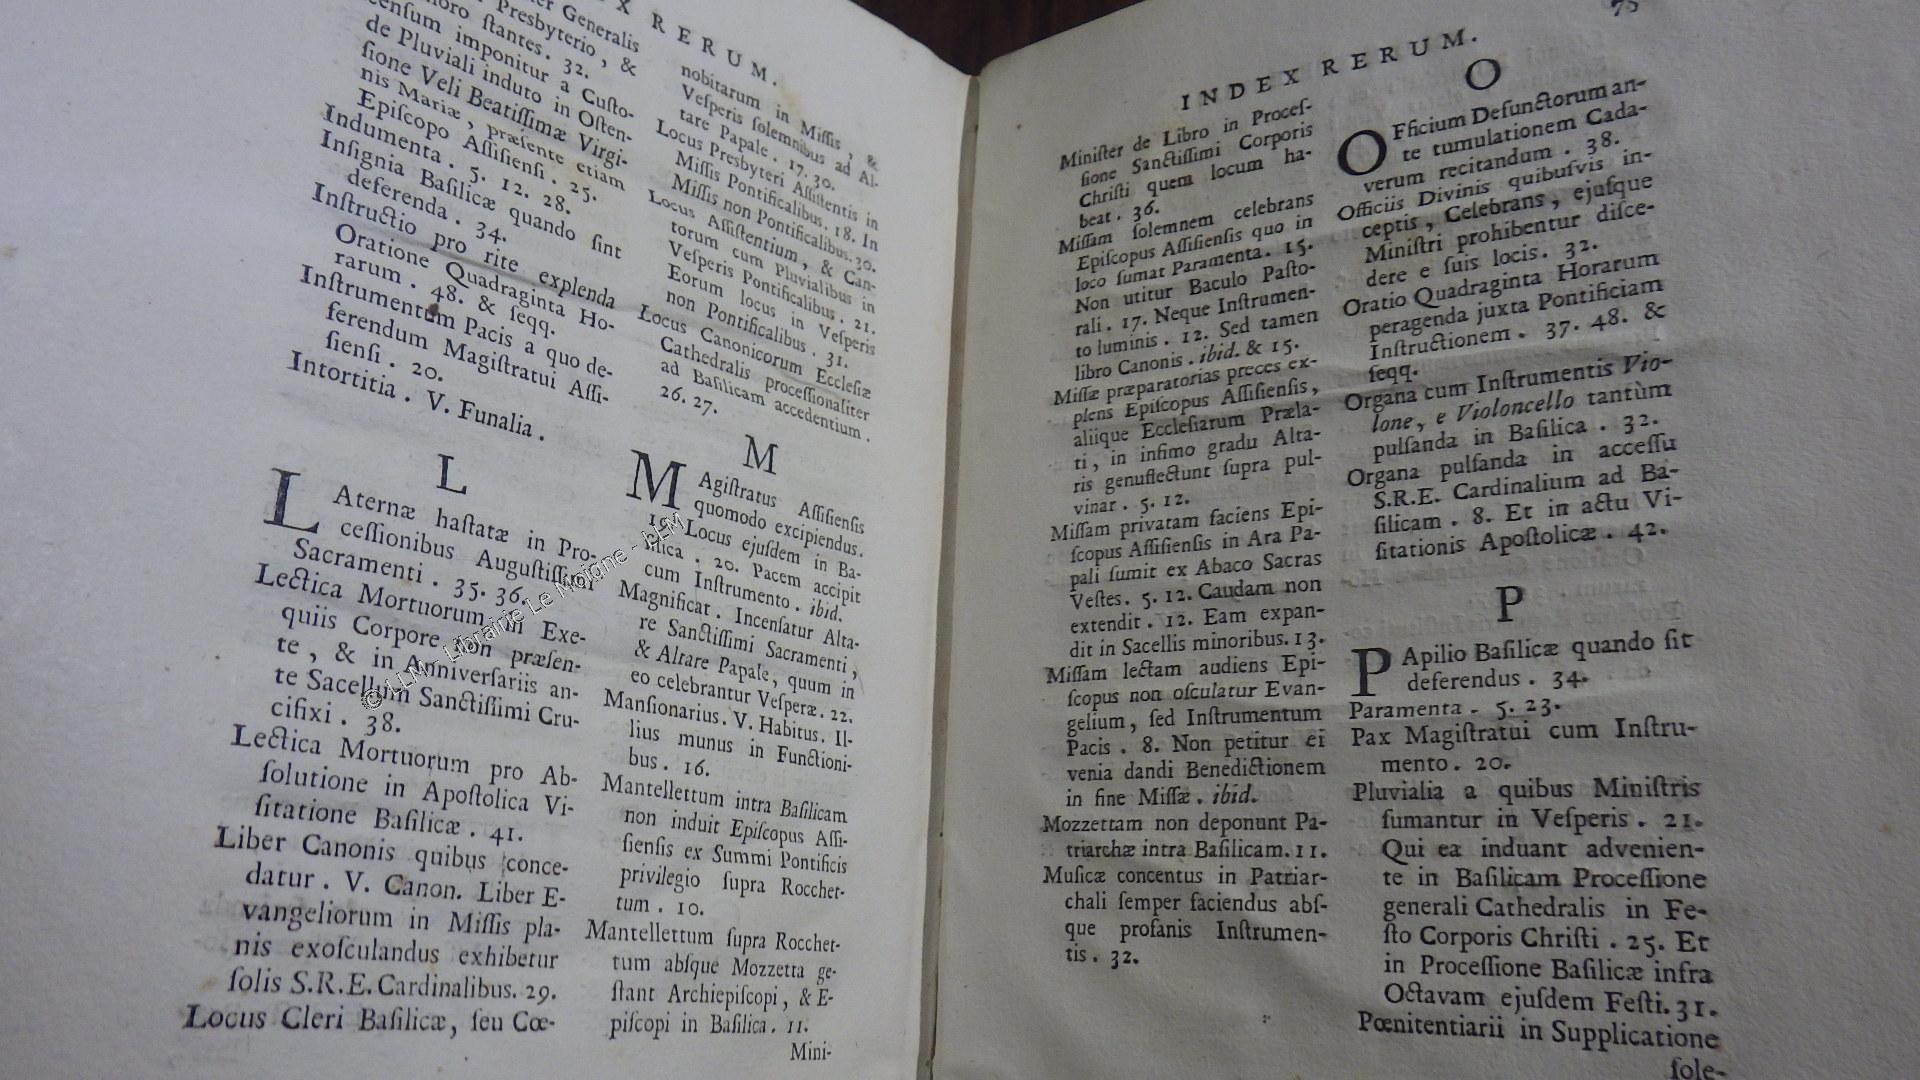 X RERUM.
Generalis
Presbyterio, &
ſtantes. 32.
cenſum imponitur a Cuſto-
de Pluviali induto in Oſten-
ſione Veli Beatiſſimæ Virgi-
nis Mariæ, præſente etiam
Epiſcopo Aſſiſienſi. 25.
Indumenta. 5. 12. 28.
Inſignia Baſilicæ quando ſint
deferenda. 34.
Inſtructio pro rite explenda
Oratione Quadraginta Ho-
rarum. 48. & ſeqq.
Inſtrumentum Pacis a quo de-
ferendum Magiſtratui Aſſi-
ſienſi. 20.
Intortitia. V. Funalia.
L
LAternæ haſtatæ in Pro-
ceſſionibus Auguſtiſſimi
Sacramenti. 35. 36.
Lectica Mortuorum in Exe-
quiis Corpore non præſen-
te, & in Anniverſariis an-
te Sacellum Sanctiſſimi Cru-
cifixi. 38.
Lectica Mortuorum pro Ab-
ſolutione in Apoſtolica Vi-
ſitatione Baſilicæ. 41.
Liber Canonis quibus conce-
datur. V. Canon. Liber E-
vangeliorum in Miſſis pla-
nis exoſculandus exhibetur
ſolis S.R.E. Cardinalibus. 29.
Locus Cleri Baſilicæ, ſeu Cœ-
nobitarum in Miſſis, &
Veſperis ſolemnibus ad Al-
tare Papale. 17. 30.
Locus Presbyteri Aſſiſtentis in
Miſſis Pontificalibus. 18. In
Miſſis non Pontificalibus. 30.
Locus Aſſiſtentium, & Can-
torum cum Pluvialibus in
Veſperis Pontificalibus. 21.
Eorum locus in Veſperis
non Pontificalibus. 31.
Locus Canonicorum Eccleſiæ
Cathedralis proceſſionaliter
ad Baſilicam accedentium.
26. 27.
M
MAgiſtratus Aſſiſienſis
quomodo excipiendus.
19. Locus ejuſdem in Ba-
ſilica. 20. Pacem accipit
cum Inſtrumento. ibid.
Magnificat. Incenſatur Alta-
re Sanctiſſimi Sacramenti,
& Altare Papale, quum in
eo celebrantur Veſperæ. 22.
Manſionarius. V. Habitus. Il-
lius munus in Functioni-
bus. 16.
Mantellettum intra Baſilicam
non induit Epiſcopus Aſſi-
ſienſis ex Summi Pontificis
privilegio ſupra Rocchet-
tum. 10.
Mantellettum ſupra Rocchet-
tum abſque Mozzetta ge-
ſtant Archiepiſcopi, & E-
piſcopi in Baſilica. 11.
Mini-
© LLM - Librairie Le Moigne - LLM
75
INDEX RERUM.
Miniſter de Libro in Proceſ-
ſione Sanctiſſimi Corporis
Chriſti quem locum ha-
beat. 36.
Miſſam ſolemnem celebrans
Epiſcopus Aſſiſienſis quo in
loco ſumat Paramenta. 15.
Non utitur Baculo Paſto-
rali. 17. Neque Inſtrumen-
to luminis. 12. Sed tamen
libro Canonis. ibid. & 15.
Miſſæ præparatorias preces ex-
plens Epiſcopus Aſſiſienſis,
aliique Eccleſiarum Præla-
ti, in infimo gradu Alta-
ris genuflectunt ſupra pul-
vinar. 5. 12.
Miſſam privatam faciens Epi-
ſcopus Aſſiſienſis in Ara Pa-
pali ſumit ex Abaco Sacras
Veſtes. 5. 12. Caudam non
extendit. 12. Eam expan-
dit in Sacellis minoribus. 13.
Miſſam lectam audiens Epi-
ſcopus non oſculatur Evan-
gelium, ſed Inſtrumentum
Pacis. 8. Non petitur ei
venia dandi Benedictionem
in fine Miſſæ. ibid.
Mozzettam non deponunt Pa-
triarchæ intra Baſilicam. 11.
Muſicæ concentus in Patriar-
chali ſemper faciendus abſ-
que profanis Inſtrumen-
tis. 32.
O
OFficium Defunctorum an-
te tumulationem Cada-
verum recitandum. 38.
Officiis Divinis quibuſvis in-
ceptis, Celebrans, ejuſque
Miniſtri prohibentur diſce-
dere e ſuis locis. 32.
Oratio Quadraginta Horarum
peragenda juxta Pontificiam
Inſtructionem. 37. 48. &
ſeqq.
Organa cum Inſtrumentis Vio-
lone, e Violoncello tantùm
pulſanda in Baſilica. 32.
Organa pulſanda in acceſſu
S.R.E. Cardinalium ad Ba-
ſilicam. 8. Et in actu Vi-
ſitationis Apoſtolicæ. 42.
P
PApilio Baſilicæ quando ſit
deferendus. 34.
Paramenta. 5. 23.
Pax Magiſtratui cum Inſtru-
mento. 20.
Pluvialia a quibus Miniſtris
ſumantur in Veſperis. 21.
Qui ea induant advenien-
te in Baſilicam Proceſſione
generali Cathedralis in Fe-
ſto Corporis Chriſti. 25. Et
in Proceſſione Baſilicæ infra
Octavam ejuſdem Feſti. 31.
Pœnitentiarii in Supplicatione
ſole-